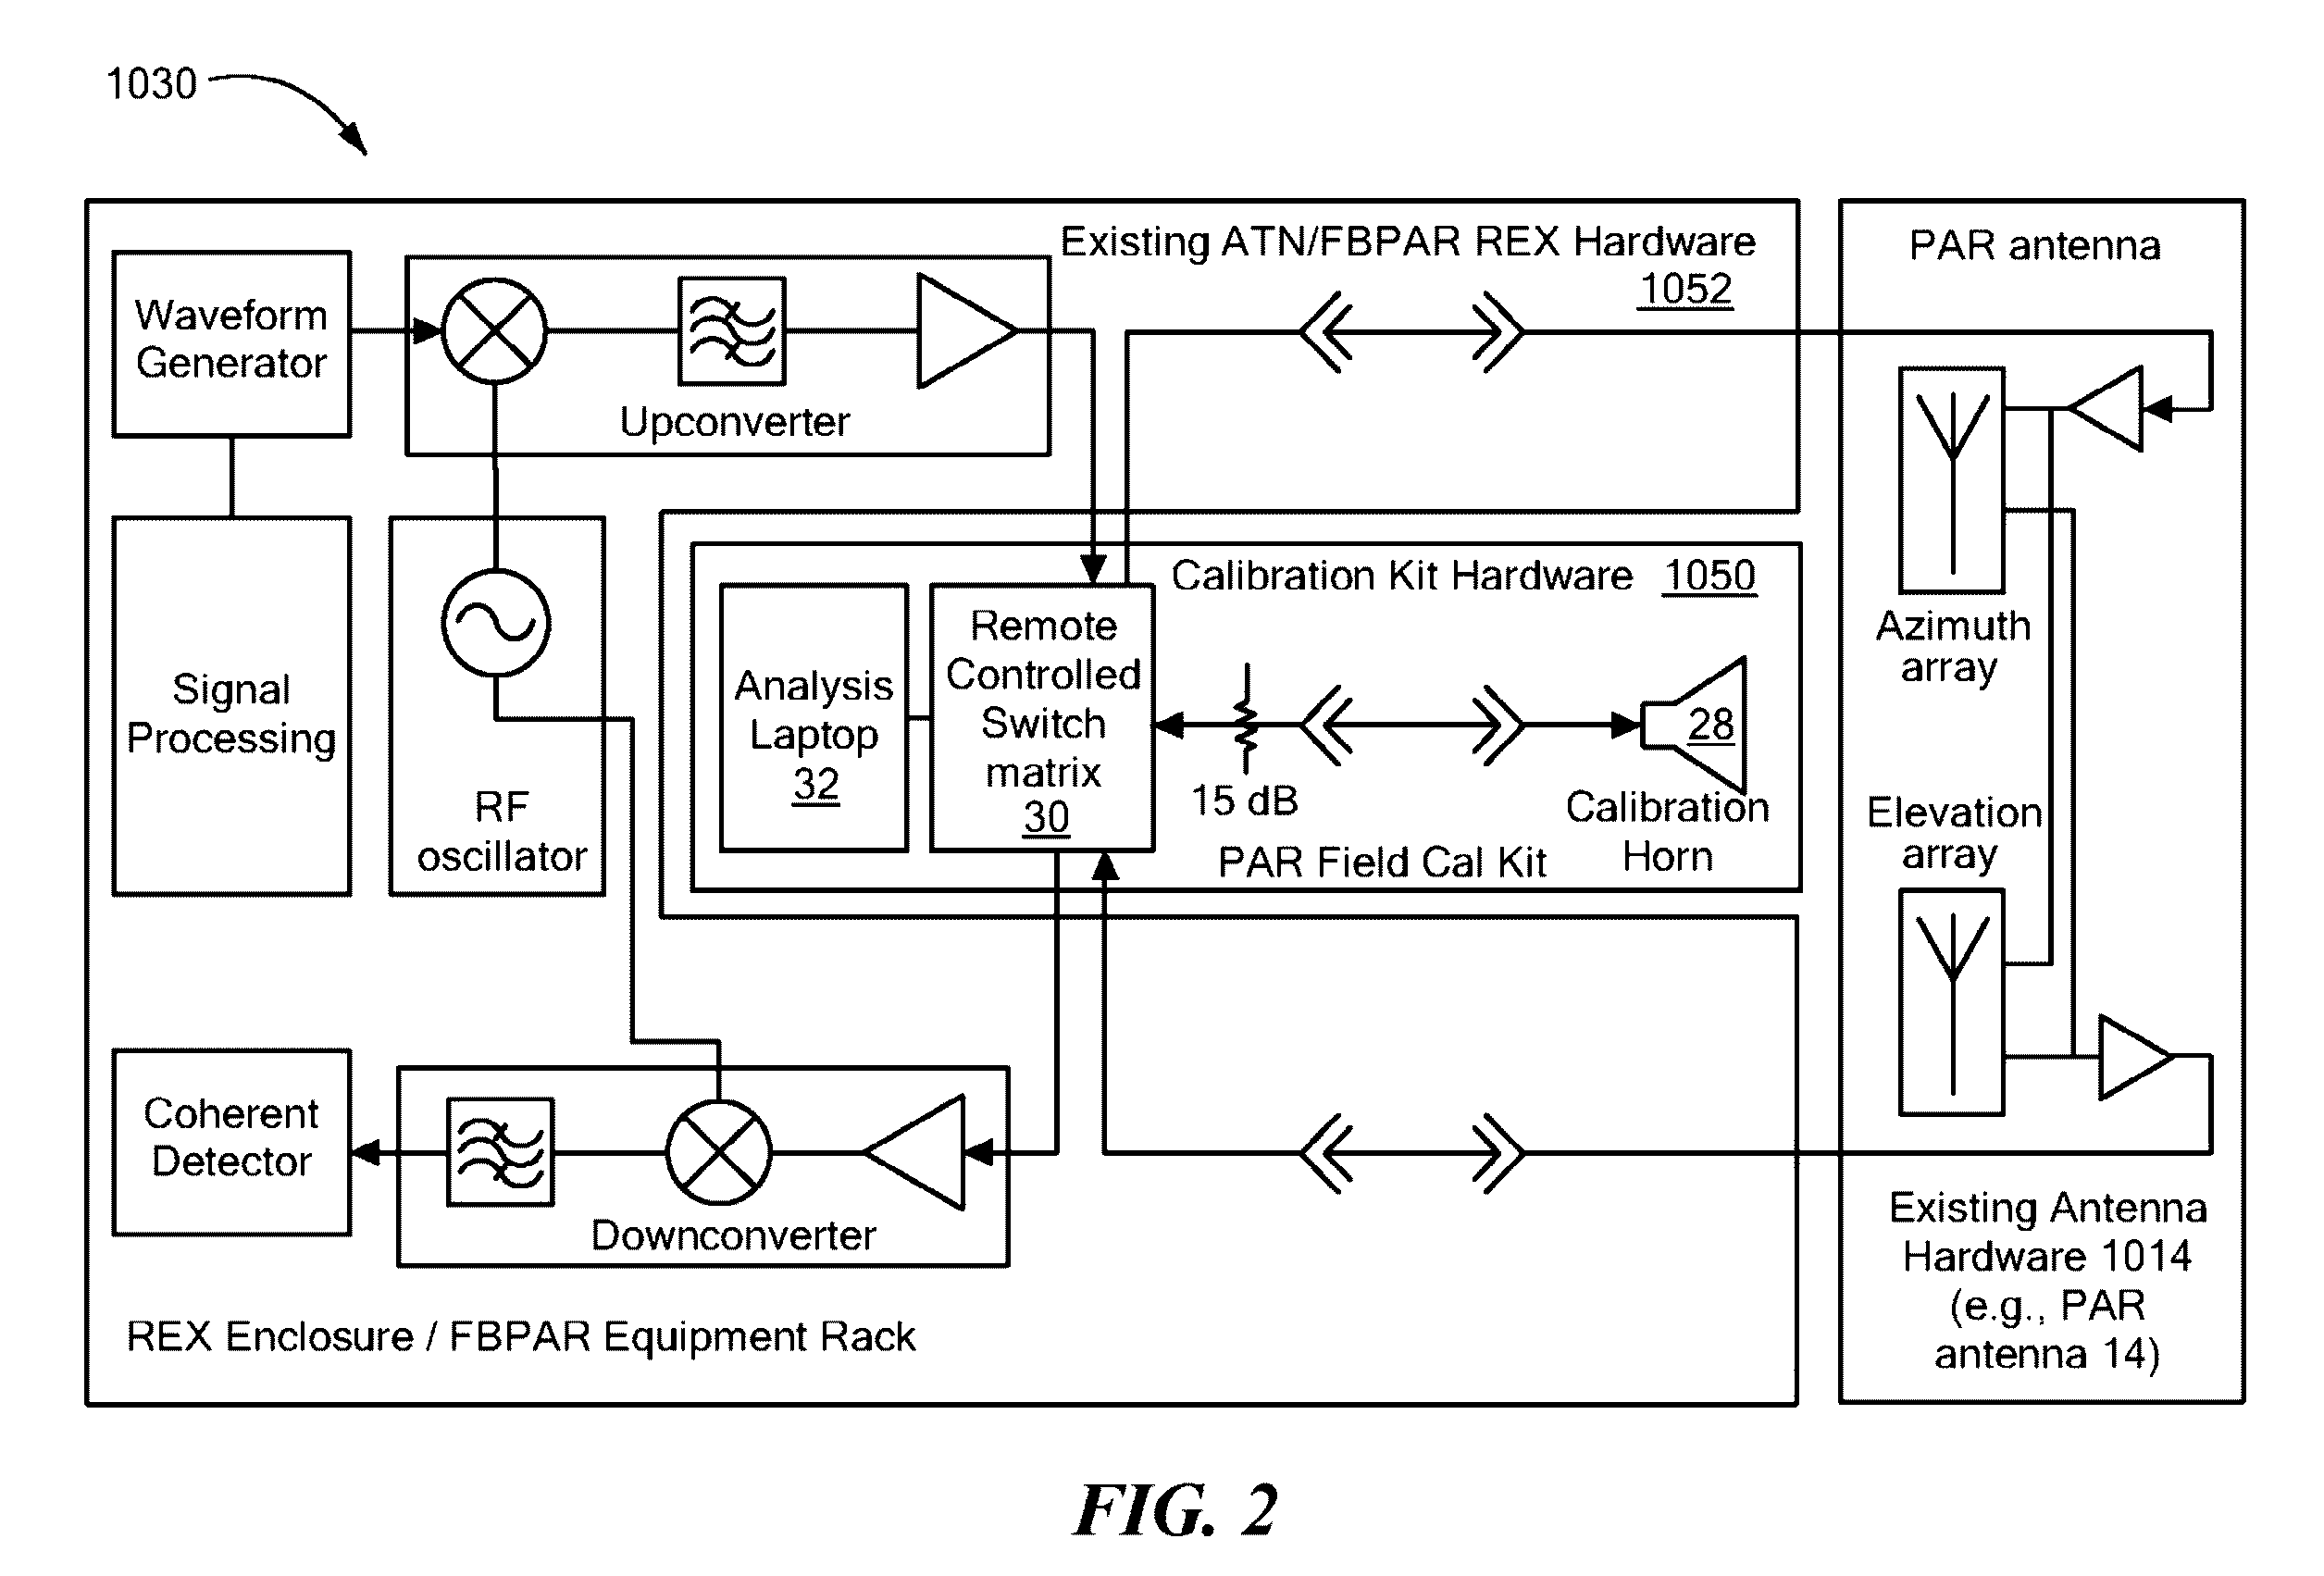 1030
Existing ATN/FBPAR REX Hardware
1052
PAR antenna
Waveform
Generator
Upconverter
Signal
Processing
RF
oscillator
Calibration Kit Hardware 1050
Analysis
Laptop
32
Remote
Controlled
Switch
matrix
30
15 dB
28
Calibration
Horn
PAR Field Cal Kit
Azimuth
array
Elevation
array
Coherent
Detector
Downconverter
REX Enclosure / FBPAR Equipment Rack
Existing Antenna
Hardware 1014
(e.g., PAR
antenna 14)
FIG. 2